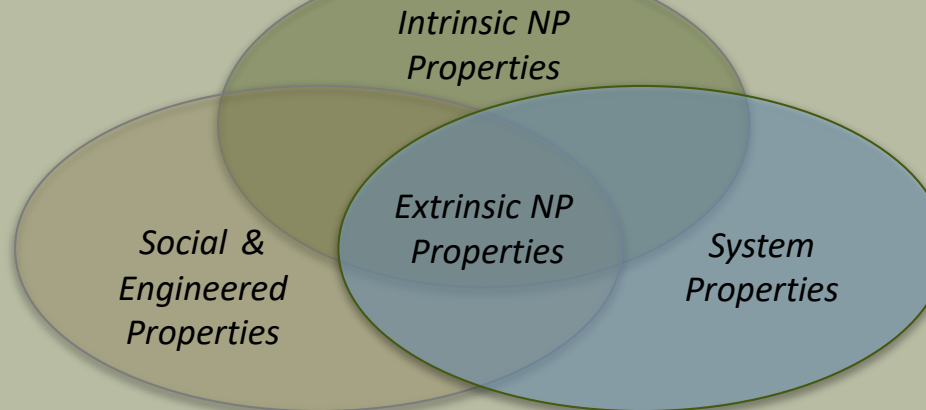 Intrinsic NP
Properties
Extrinsic NP
Properties
Social &
Engineered
Properties
System
Properties